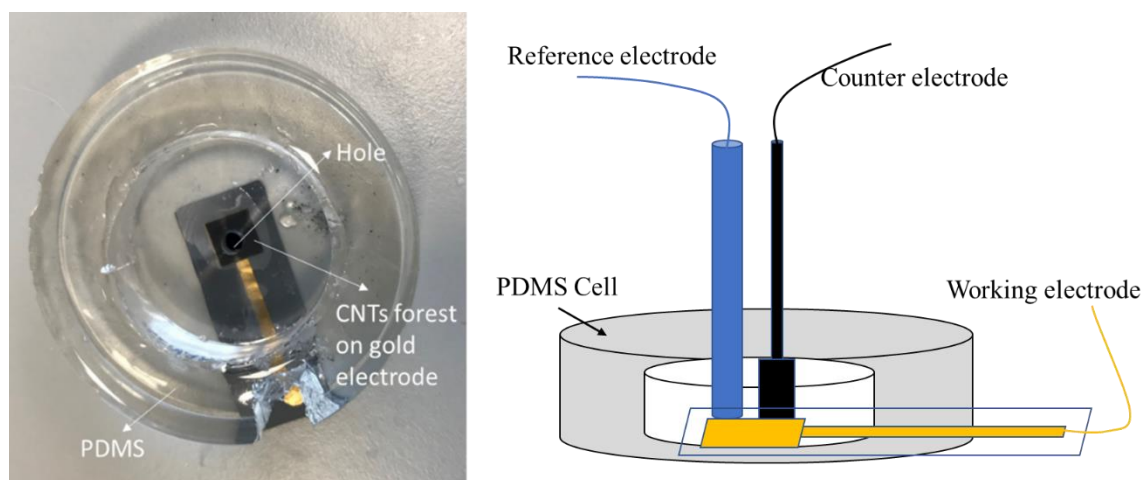 Hole
CNTs forest
on gold
electrode
PDMS
Reference electrode
Counter electrode
PDMS Cell
Working electrode